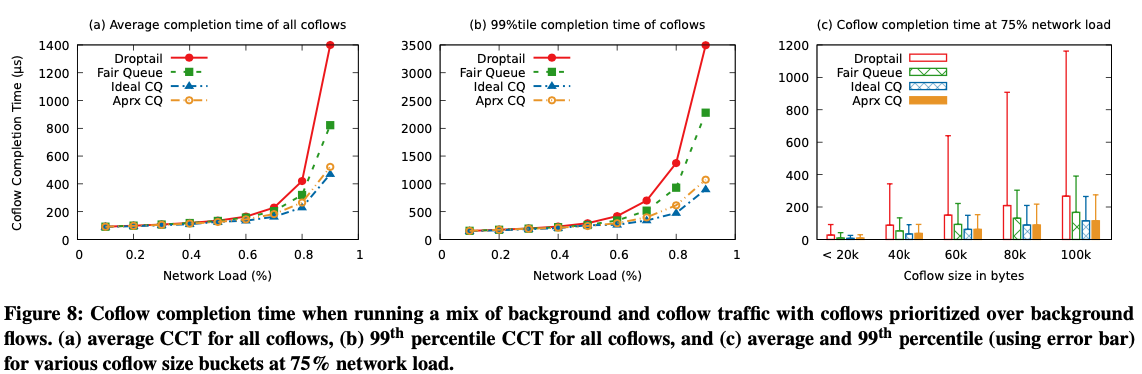 (a) Average completion time of all coflows
Coflow Completion Time (µs)
1400
1200
1000
800
600
400
200
0
Droptail
Fair Queue
Ideal CQ
Aprx CQ
0 0.2 0.4 0.6 0.8 1
Network Load (%)
(b) 99%tile completion time of coflows
3500
3000
2500
2000
1500
1000
500
0
Droptail
Fair Queue
Ideal CQ
Aprx CQ
0 0.2 0.4 0.6 0.8 1
Network Load (%)
(c) Coflow completion time at 75% network load
1200
1000
800
600
400
200
0
Droptail
Fair Queue
Ideal CQ
Aprx CQ
< 20k 40k 60k 80k 100k
Coflow size in bytes
Figure 8: Coflow completion time when running a mix of background and coflow traffic with coflows prioritized over background
flows. (a) average CCT for all coflows, (b) 99th percentile CCT for all coflows, and (c) average and 99th percentile (using error bar)
for various coflow size buckets at 75% network load.